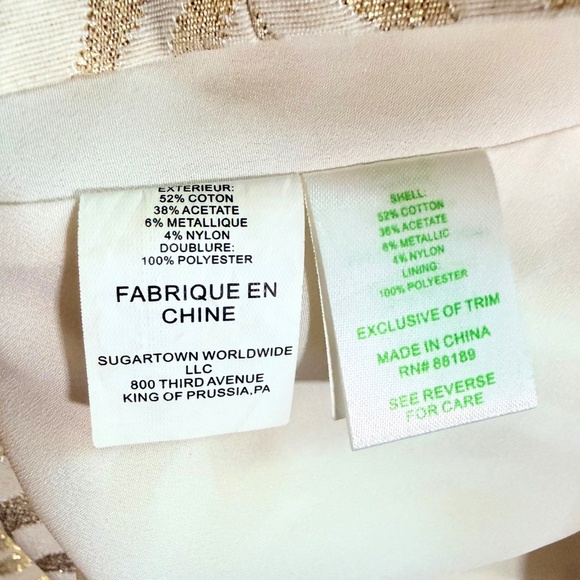 EXTERIEUR:
52% COTON
38% ACETATE
6% METALLIQUE
4% NYLON
DOUBLURE:
100% POLYESTER
FABRIQUE EN
CHINE
SUGARTOWN WORLDWIDE
LLC
800 THIRD AVENUE
KING OF PRUSSIA,PA
SHELL:
52% COTTON
38% ACETATE
6% METALLIC
4% NYLON
LINING:
100% POLYESTER
EXCLUSIVE OF TRIM
MADE IN CHINA
RN# 88189
SEE REVERSE
FOR CARE